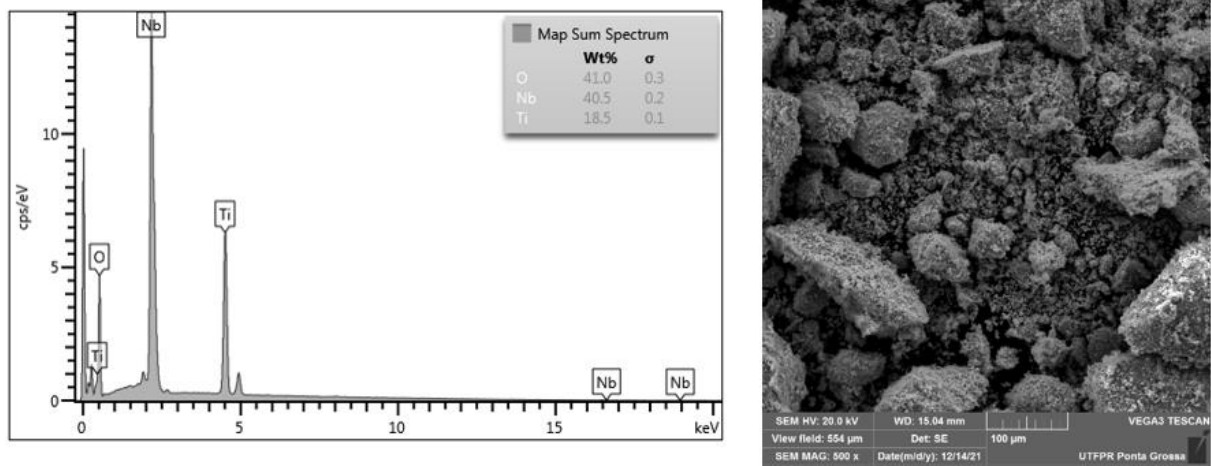 Map Sum Spectrum
Wt% σ
O 41.0 0.3
Nb 40.5 0.2
Ti 18.5 0.1
Nb
Ti
O
Ti
Nb
Nb
cps/eV
10
5
0
0 5 10 15 keV
SEM HV: 20.0 kV WD: 15.04 mm VEGA3 TESCAN
View field: 554 µm Det: SE 100 µm
SEM MAG: 500 x Date(m/d/y): 12/14/21 UTFPR Ponta Grossa